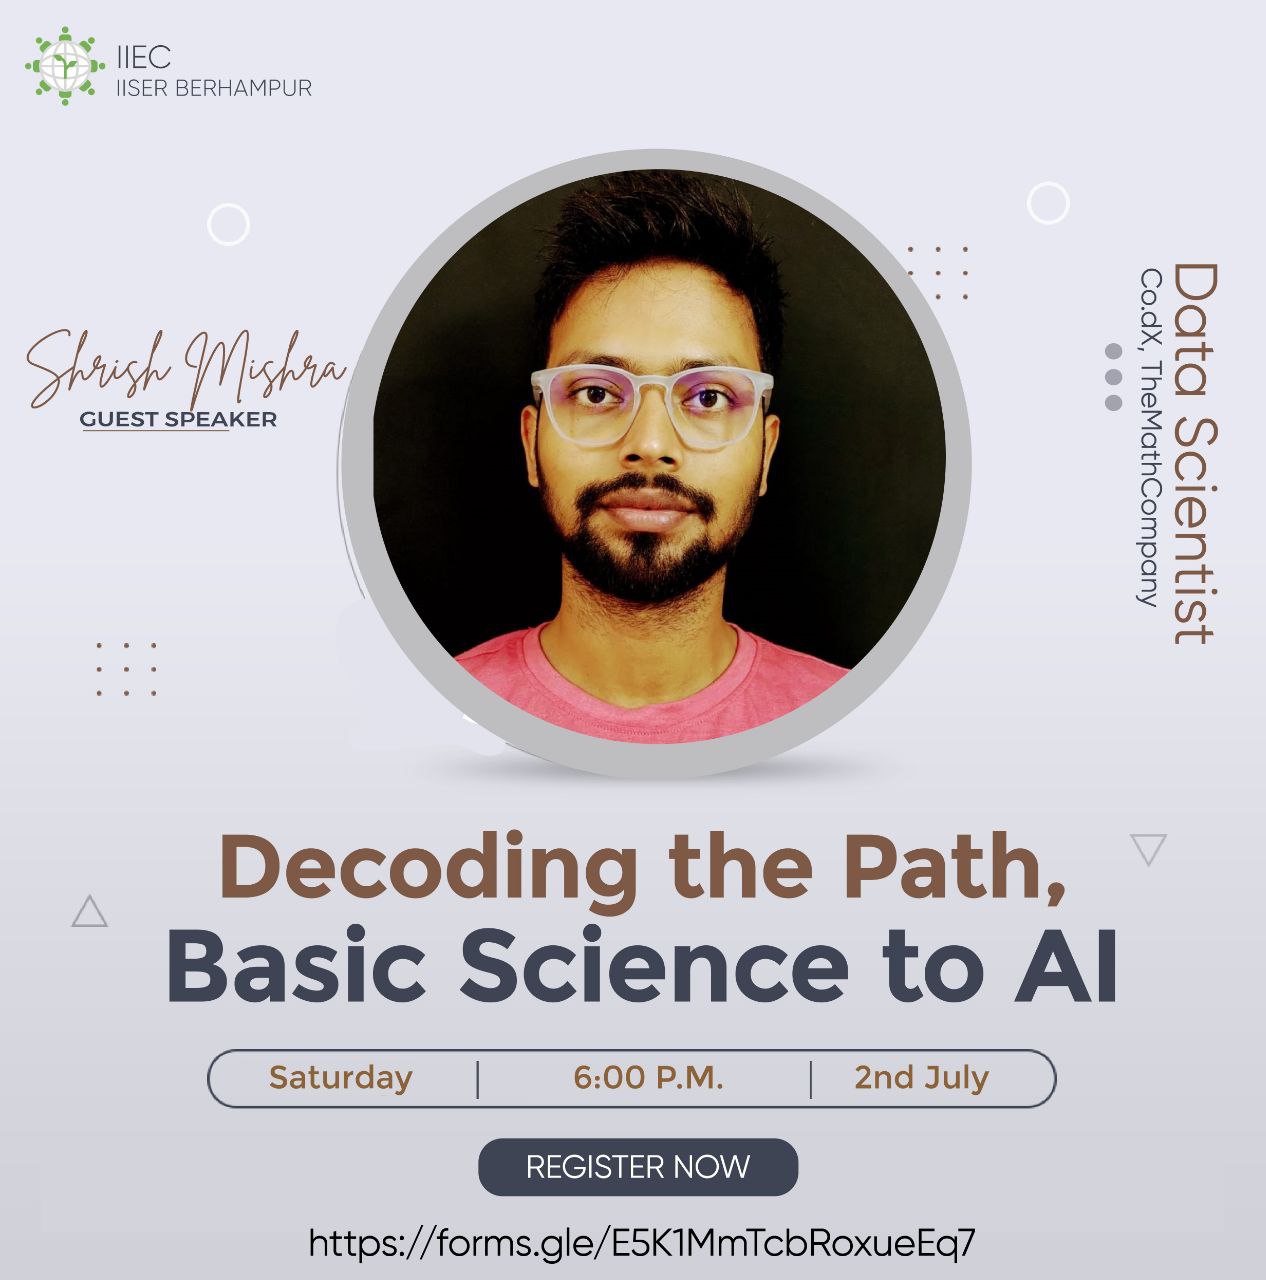 IIEC
IISER BERHAMPUR
Shrish Mishra
GUEST SPEAKER
Data Scientist
Co.dX, TheMathCompany
Decoding the Path,
Basic Science to AI
Saturday | 6:00 P.M. | 2nd July
REGISTER NOW
https://forms.gle/E5K1MmTcbRoxueEq7